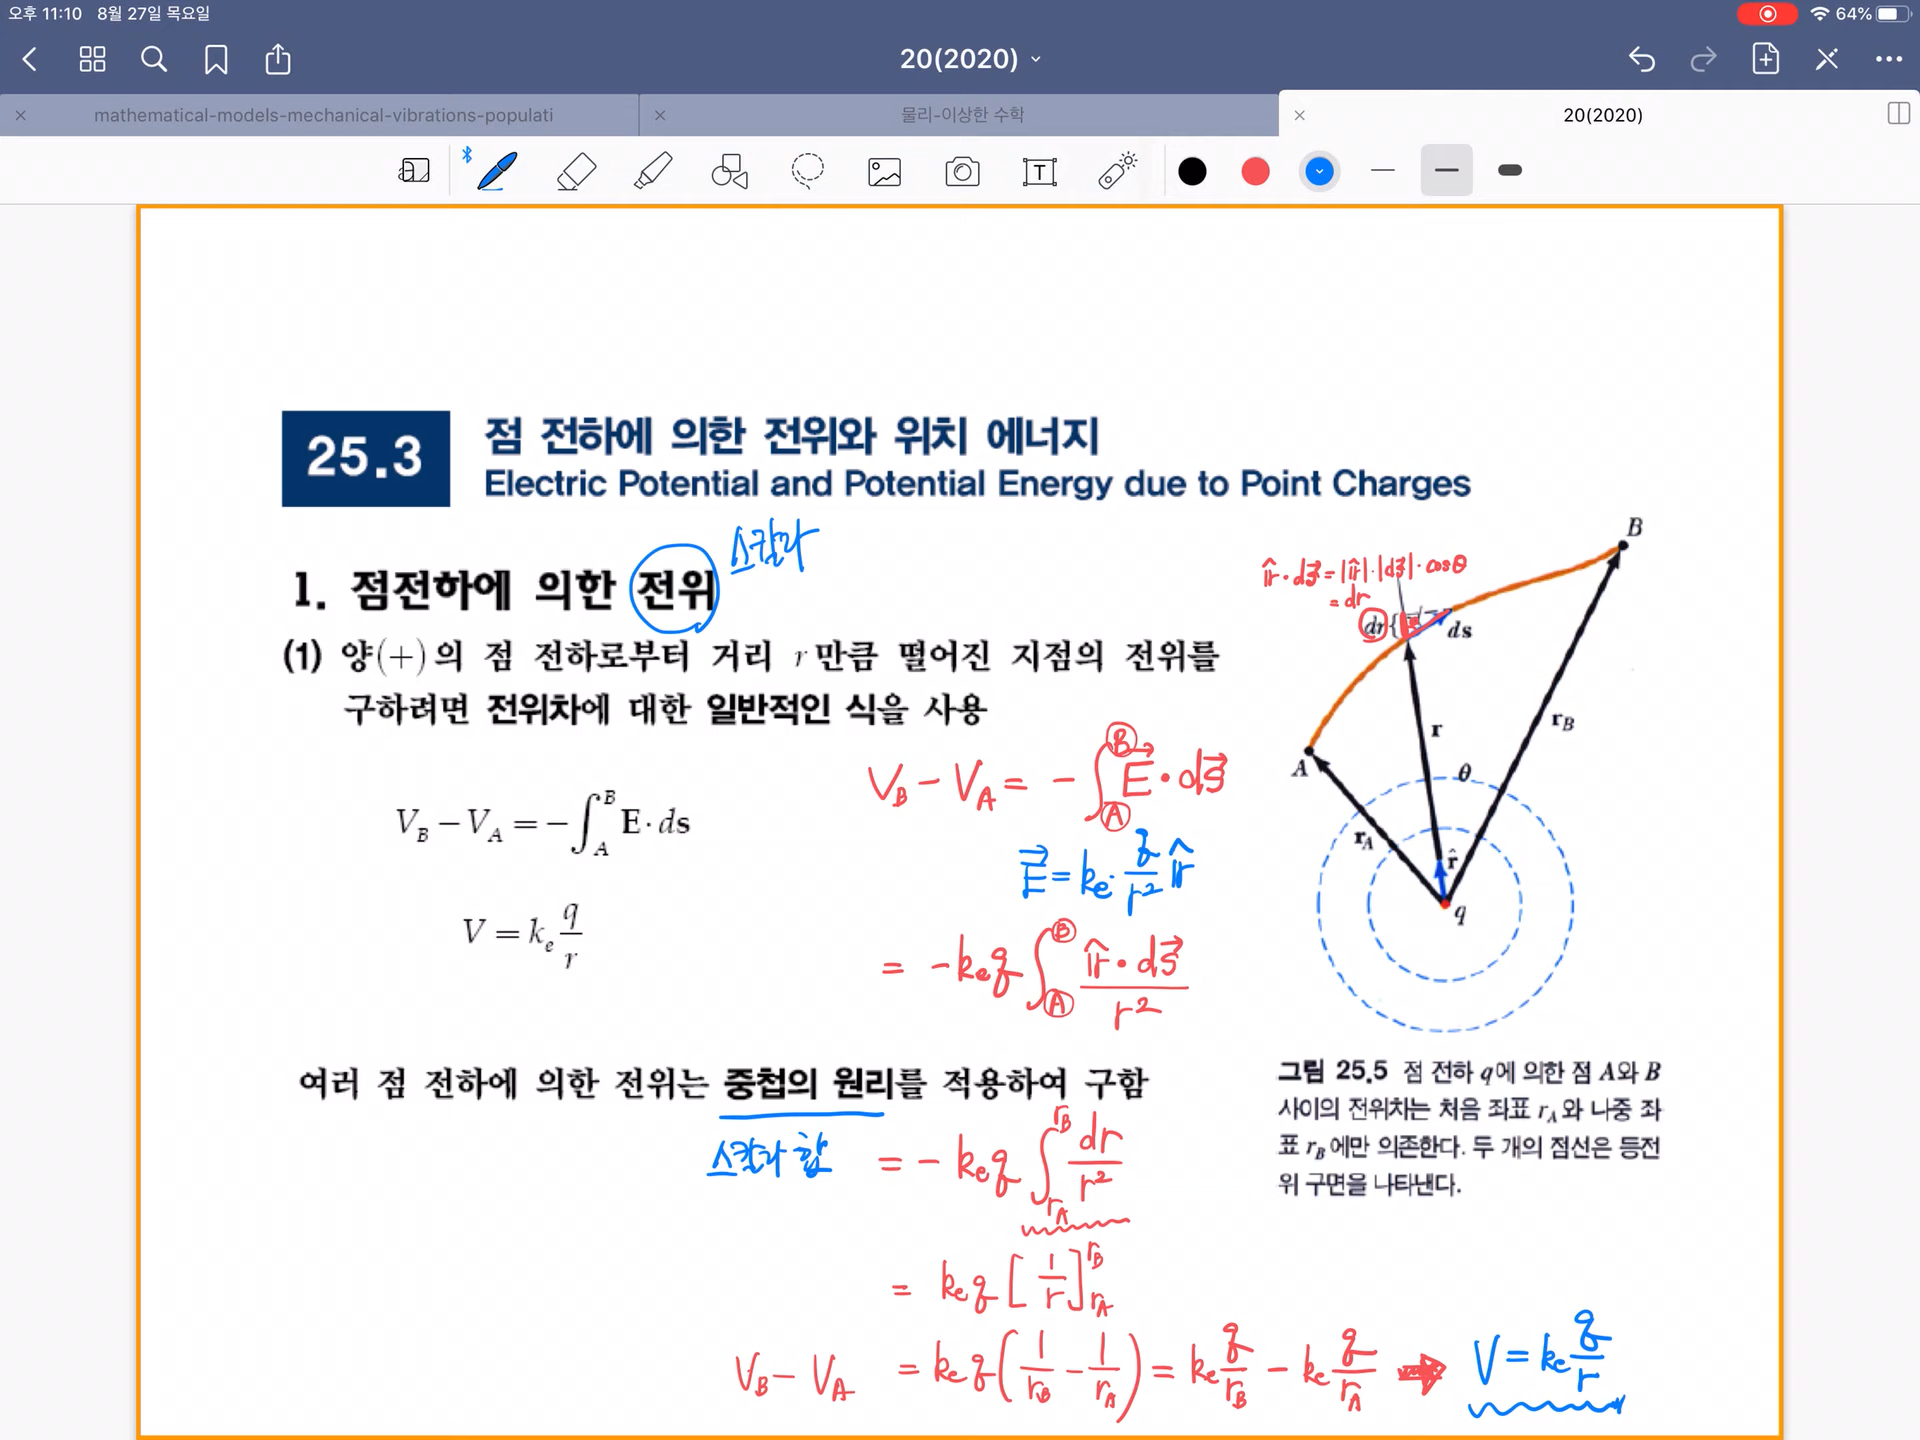 오후 11:10 8월 27일 목요일
64%
20(2020)
mathematical-models-mechanical-vibrations-populati
물리-이상한 수학
20(2020)
25.3
점 전하에 의한 전위와 위치 에너지
Electric Potential and Potential Energy due to Point Charges
스칼라
1. 점전하에 의한 전위
(1) 양(+)의 점 전하로부터 거리 r 만큼 떨어진 지점의 전위를
구하려면 전위차에 대한 일반적인 식을 사용
V_B − V_A = −∫_A^B E · ds
V = k_e q/r
V_B − V_A = −∫_A^B E⃗ · ds⃗
E⃗ = k_e · q/r² r̂
= −k_e q ∫_A^B r̂ · ds⃗ / r²
여러 점 전하에 의한 전위는 중첩의 원리를 적용하여 구함
스칼라 합
= −k_e q ∫_{r_A}^{r_B} dr/r²
= k_e q [1/r]_{r_A}^{r_B}
V_B − V_A = k_e q (1/r_B − 1/r_A) = k_e q/r_B − k_e q/r_A → V = k_e q/r
r̂ · ds⃗ = |r̂| · |ds⃗| · cosθ
= dr
B
dr
ds
r
r_B
A
θ
r_A
r̂
q
그림 25.5 점 전하 q에 의한 점 A와 B
사이의 전위차는 처음 좌표 r_A와 나중 좌
표 r_B에만 의존한다. 두 개의 점선은 등전
위 구면을 나타낸다.